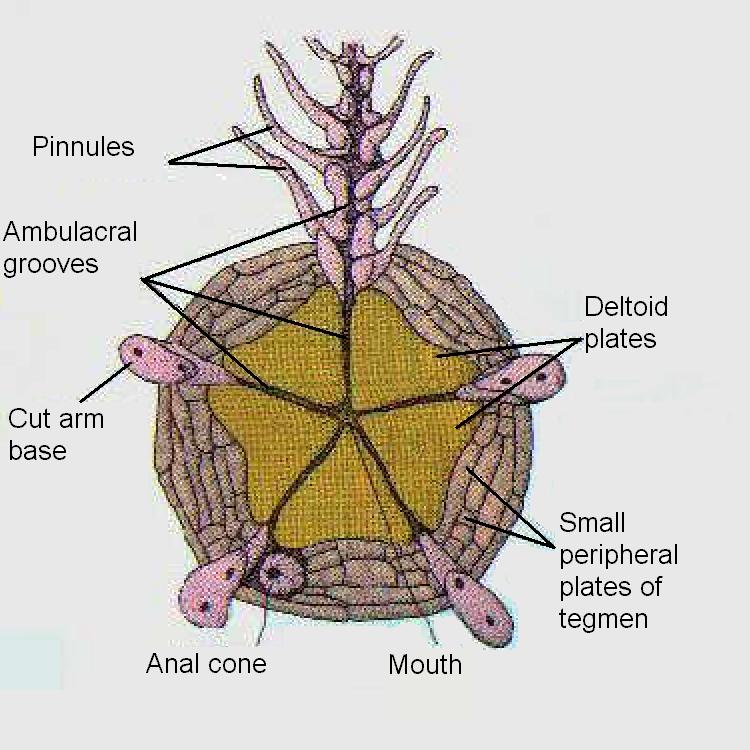 Pinnules
Ambulacral
grooves
Deltoid
plates
Cut arm
base
Small
peripheral
plates of
tegmen
Anal cone
Mouth